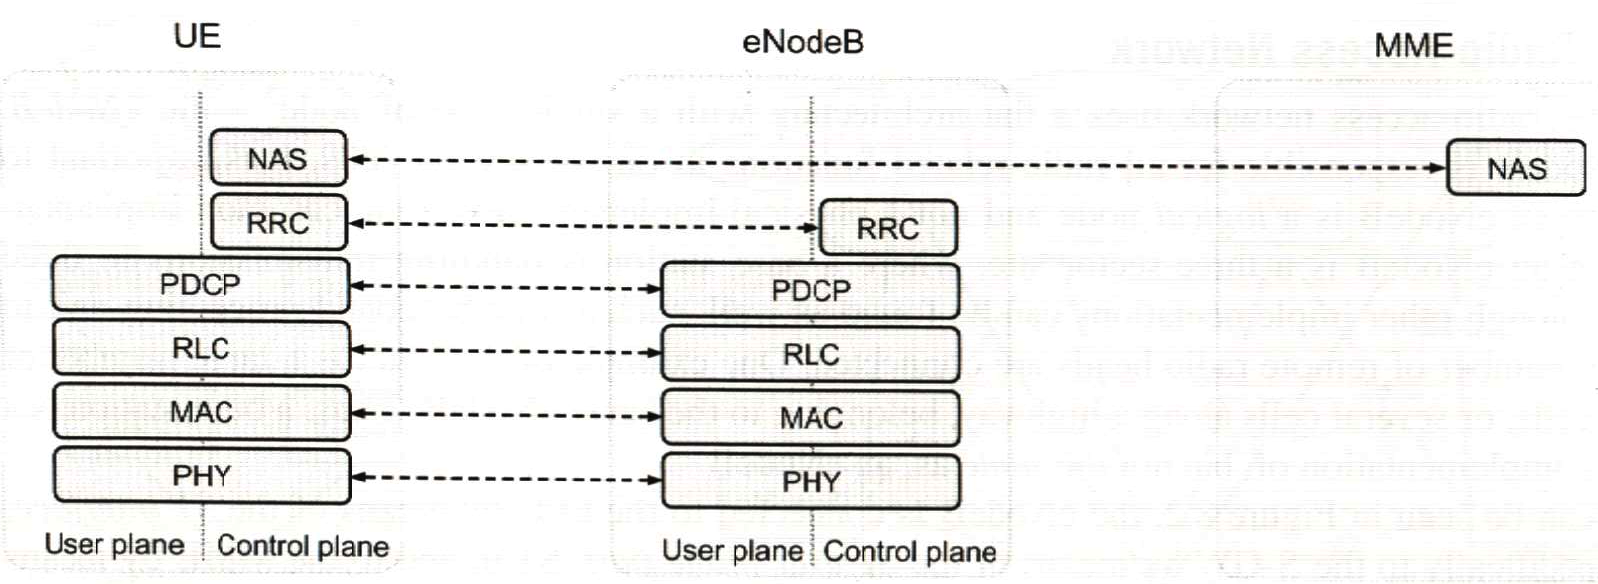 UE
eNodeB
MME
NAS
NAS
RRC
RRC
PDCP
PDCP
RLC
RLC
MAC
MAC
PHY
PHY
User plane
Control plane
User plane
Control plane